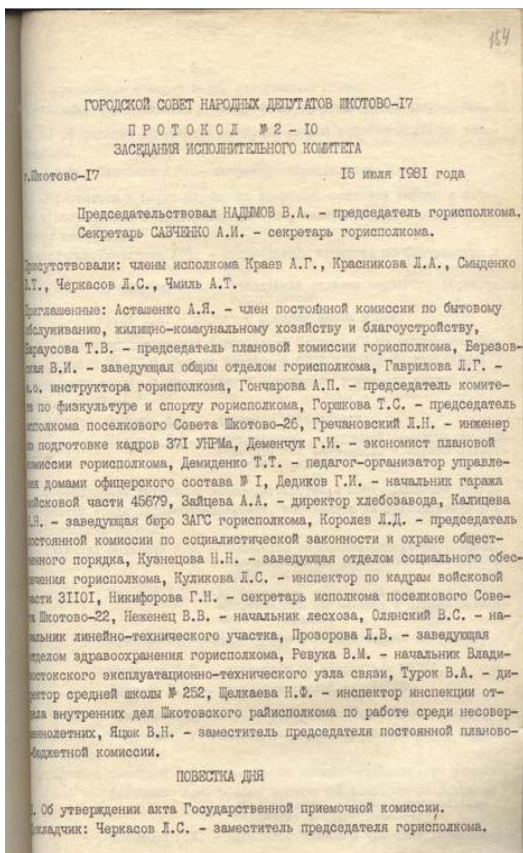 154
ГОРОДСКОЙ СОВЕТ НАРОДНЫХ ДЕПУТАТОВ ШКОТОВО-17
П Р О Т О К О Л № 2 - 10
ЗАСЕДАНИЯ ИСПОЛНИТЕЛЬНОГО КОМИТЕТА
г.Шкотово-17 15 июля 1981 года
Председательствовал НАДЫМОВ В.А. - председатель горисполкома.
Секретарь САВЧЕНКО А.И. - секретарь горисполкома.
Присутствовали: члены исполкома Краев А.Г., Красникова Л.А., Смыденко
.Т., Черкасов Л.С., Чмиль А.Т.
Приглашенные: Асташенко А.Я. - член постоянной комиссии по бытовому
обслуживанию, жилищно-коммунальному хозяйству и благоустройству,
Караусова Т.В. - председатель плановой комиссии горисполкома, Березов-
ская В.И. - заведующая общим отделом горисполкома, Гаврилова Л.Г. -
и.о. инструктора горисполкома, Гончарова А.П. - председатель комите-
та по физкультуре и спорту горисполкома, Горшкова Т.С. - председатель
исполкома поселкового Совета Шкотово-26, Гречановский Л.Н. - инженер
по подготовке кадров 371 УНРМа, Деменчук Г.И. - экономист плановой
комиссии горисполкома, Демиденко Т.Т. - педагог-организатор управле-
ния домами офицерского состава № I, Дедиков Г.И. - начальник гаража
войсковой части 45679, Зайцева А.А. - директор хлебозавода, Калицева
.Н. - заведующая бюро ЗАГС горисполкома, Королев Л.Д. - председатель
постоянной комиссии по социалистической законности и охране общест-
венного порядка, Кузнецова Н.Н. - заведующая отделом социального обес-
печения горисполкома, Куликова Л.С. - инспектор по кадрам войсковой
части 31101, Никифорова Г.Н. - секретарь исполкома поселкового Сове-
та Шкотово-22, Неженец В.В. - начальник лесхоза, Олянский В.С. - на-
чальник линейно-технического участка, Прозорова Л.В. - заведующая
отделом здравоохранения горисполкома, Ревука В.М. - начальник Влади-
востокского эксплуатационно-технического узла связи, Турок В.А. - ди-
ректор средней школы № 252, Щелкаева Н.Ф. - инспектор инспекции от-
дела внутренних дел Шкотовского райисполкома по работе среди несовер-
шеннолетних, Яцюк В.Н. - заместитель председателя постоянной планово-
бюджетной комиссии.
ПОВЕСТКА ДНЯ
I. Об утверждении акта Государственной приемочной комиссии.
Докладчик: Черкасов Л.С. - заместитель председателя горисполкома.